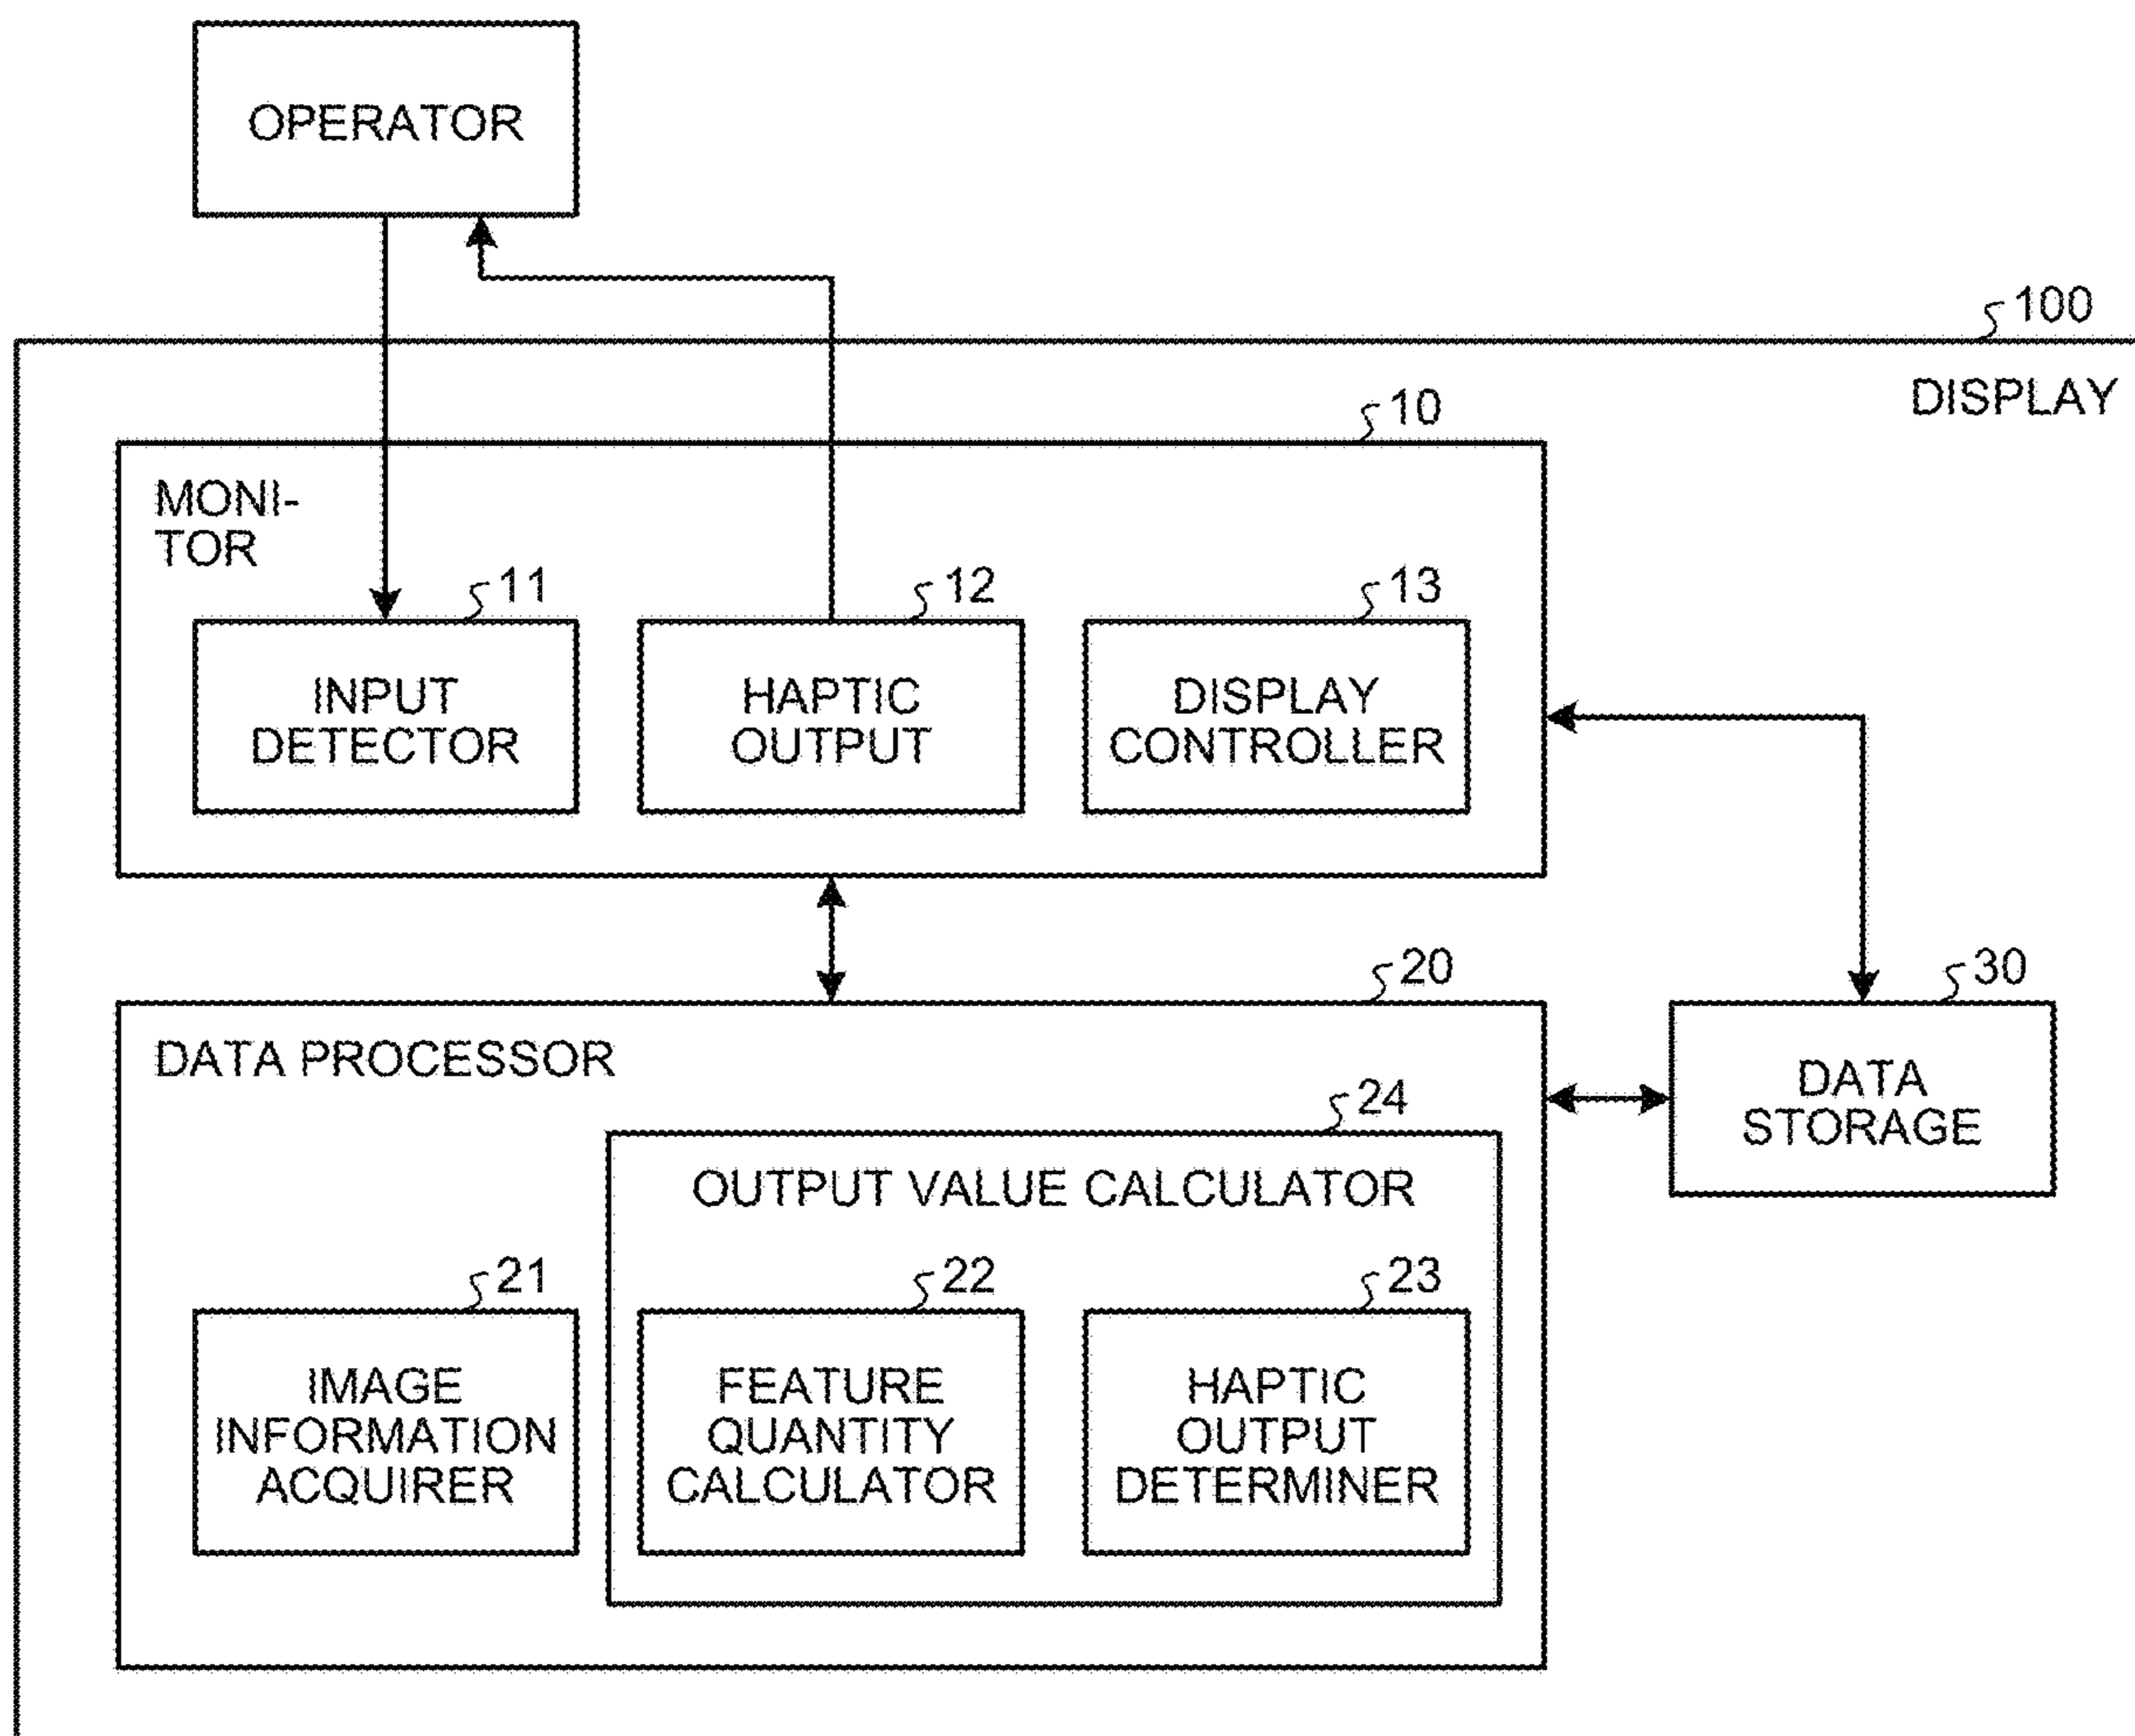 OPERATOR
100
DISPLAY
10
MONI-
TOR
11
12
13
INPUT
DETECTOR
HAPTIC
OUTPUT
DISPLAY
CONTROLLER
20
30
DATA PROCESSOR
DATA
STORAGE
24
OUTPUT VALUE CALCULATOR
21
22
23
IMAGE
INFORMATION
ACQUIRER
FEATURE
QUANTITY
CALCULATOR
HAPTIC
OUTPUT
DETERMINER